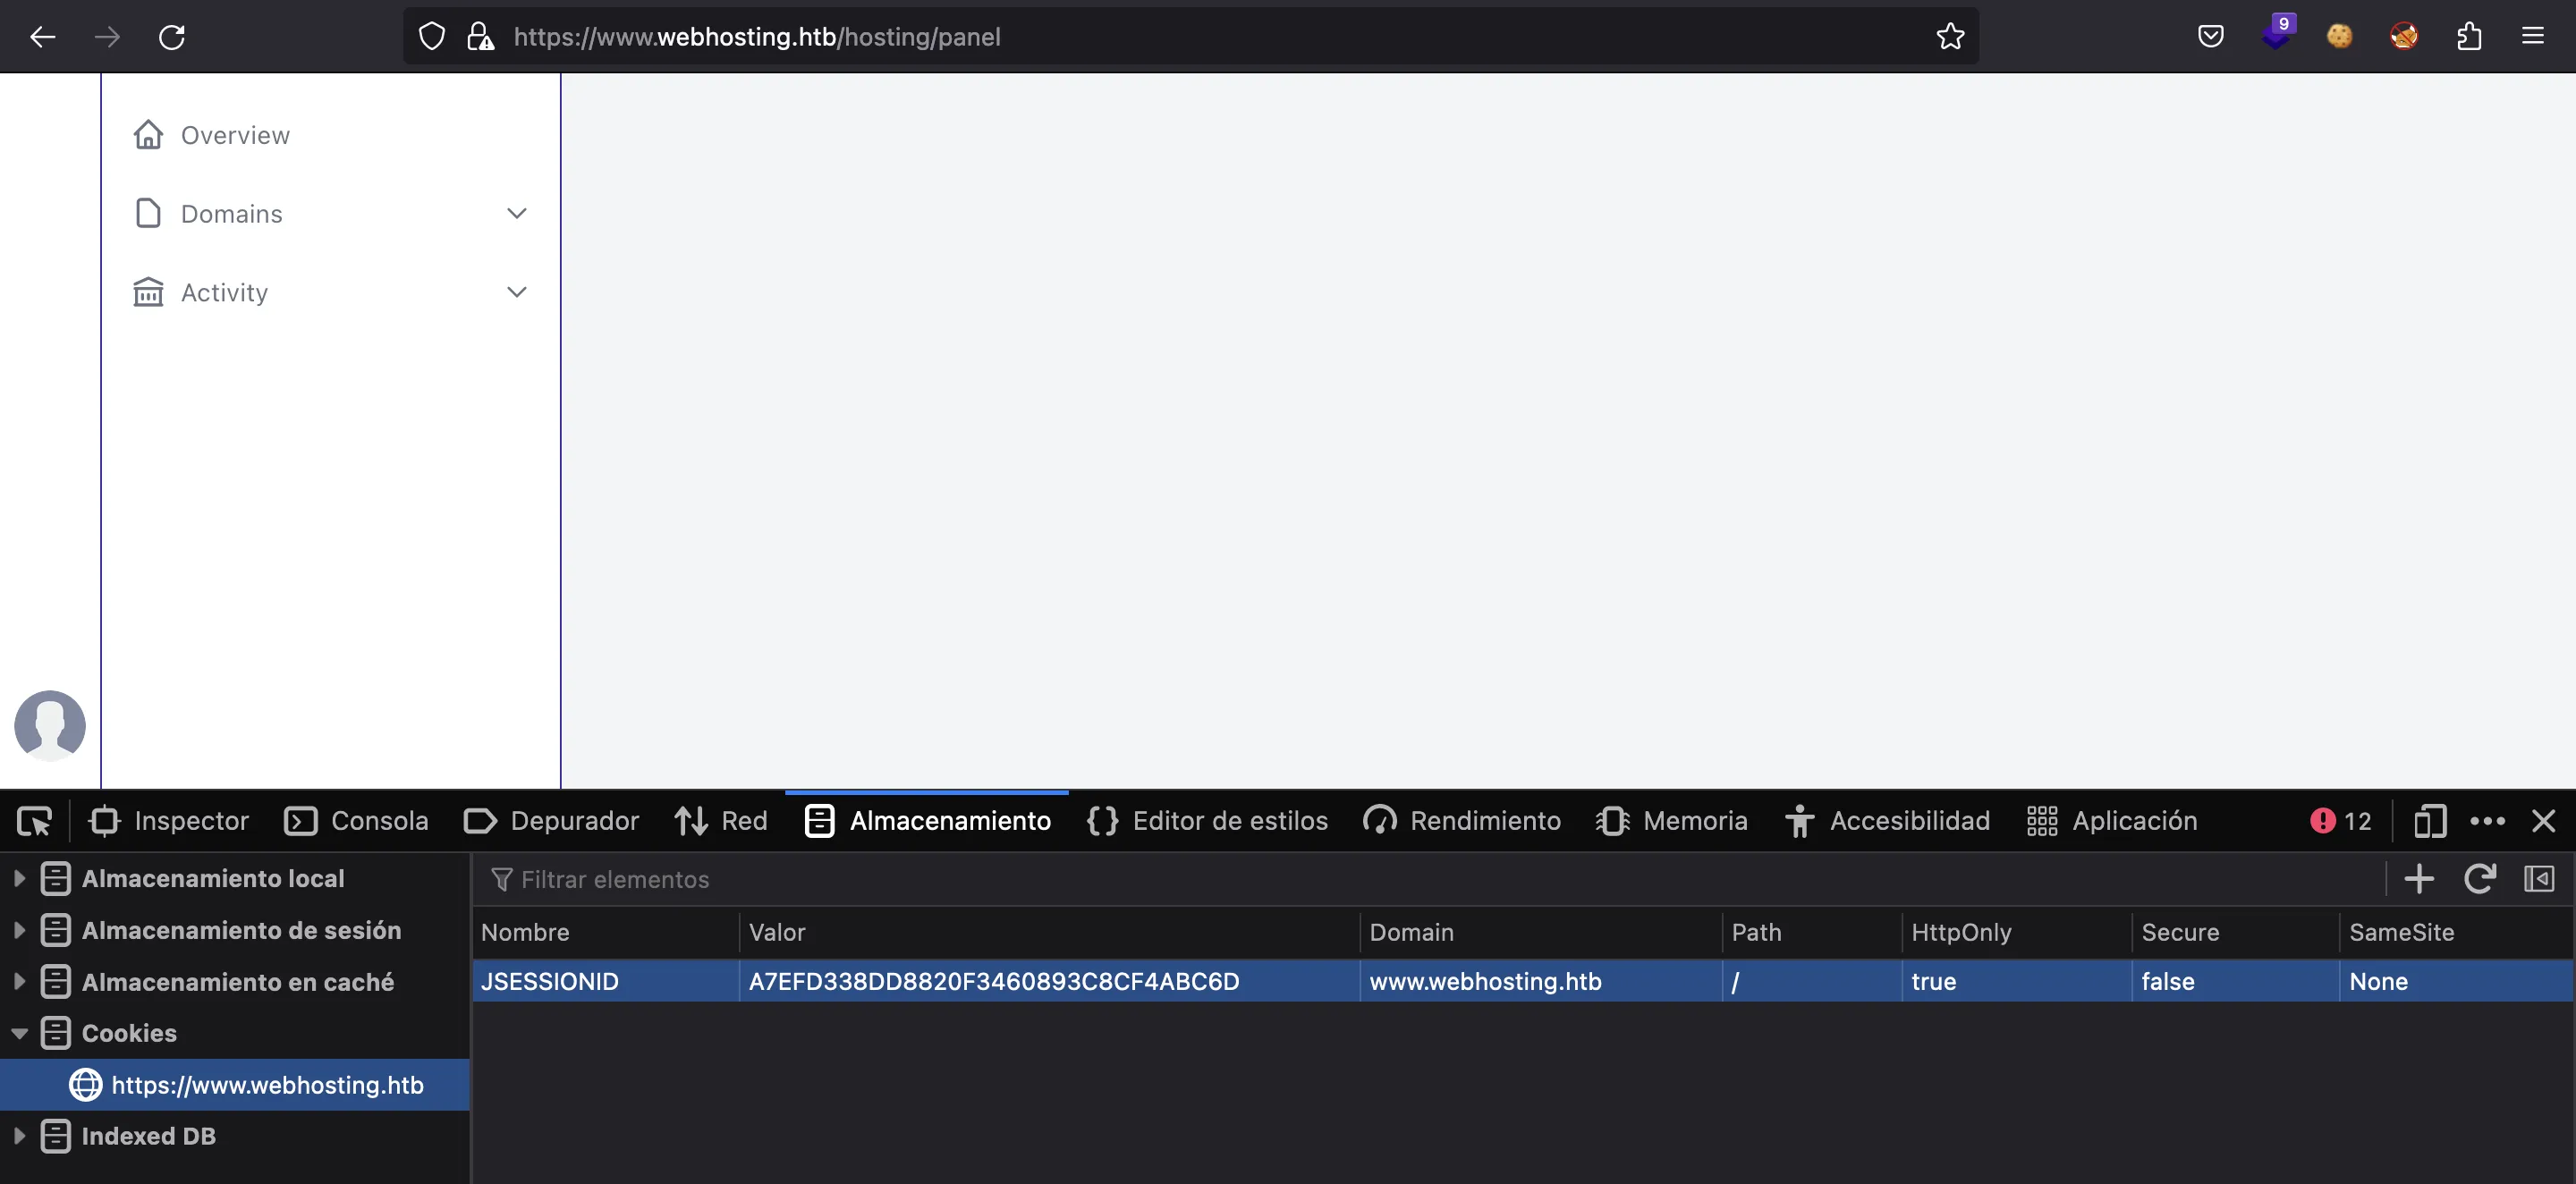 https://www.webhosting.htb/hosting/panel
9
Overview
Domains
Activity
Inspector Consola Depurador Red Almacenamiento Editor de estilos Rendimiento Memoria Accesibilidad Aplicación 12
Almacenamiento local
Almacenamiento de sesión
Almacenamiento en caché
Cookies
https://www.webhosting.htb
Indexed DB
Filtrar elementos
Nombre Valor Domain Path HttpOnly Secure SameSite
JSESSIONID A7EFD338DD8820F3460893C8CF4ABC6D www.webhosting.htb / true false None